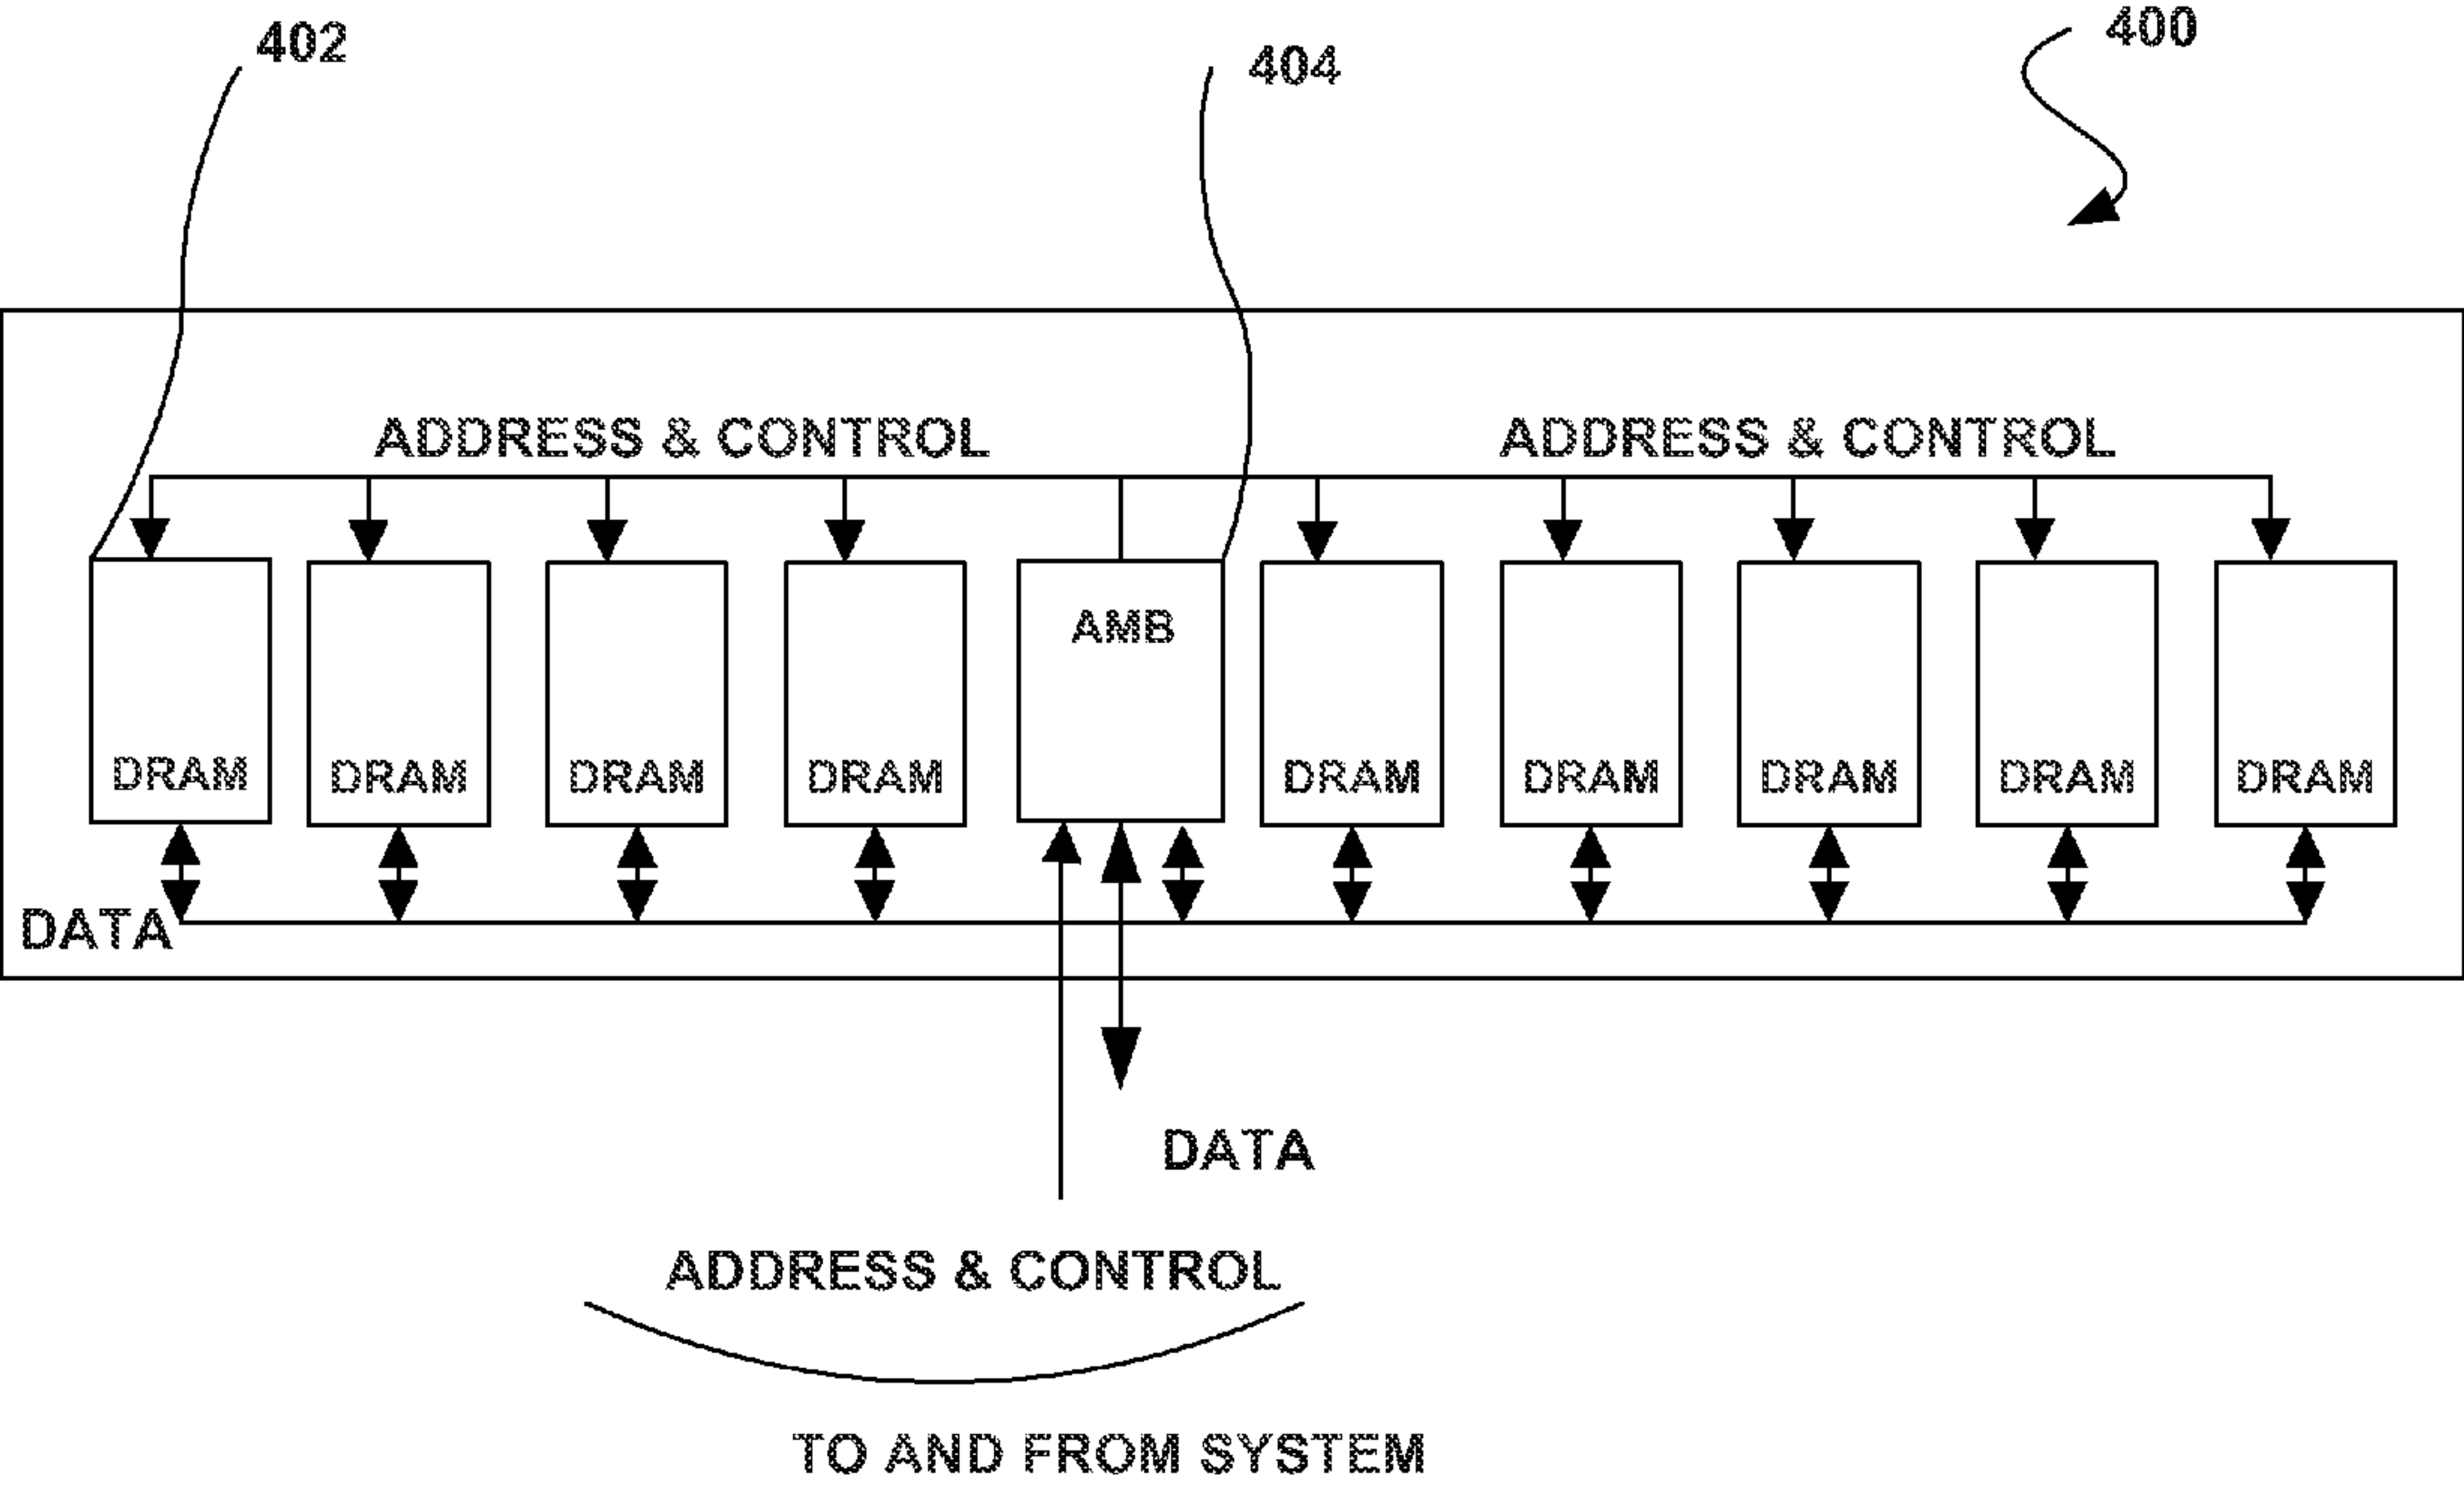 402
404
400
ADDRESS & CONTROL
ADDRESS & CONTROL
AMB
DRAM
DRAM
DRAM
DRAM
DRAM
DRAM
DRAM
DRAM
DRAM
DATA
DATA
ADDRESS & CONTROL
TO AND FROM SYSTEM